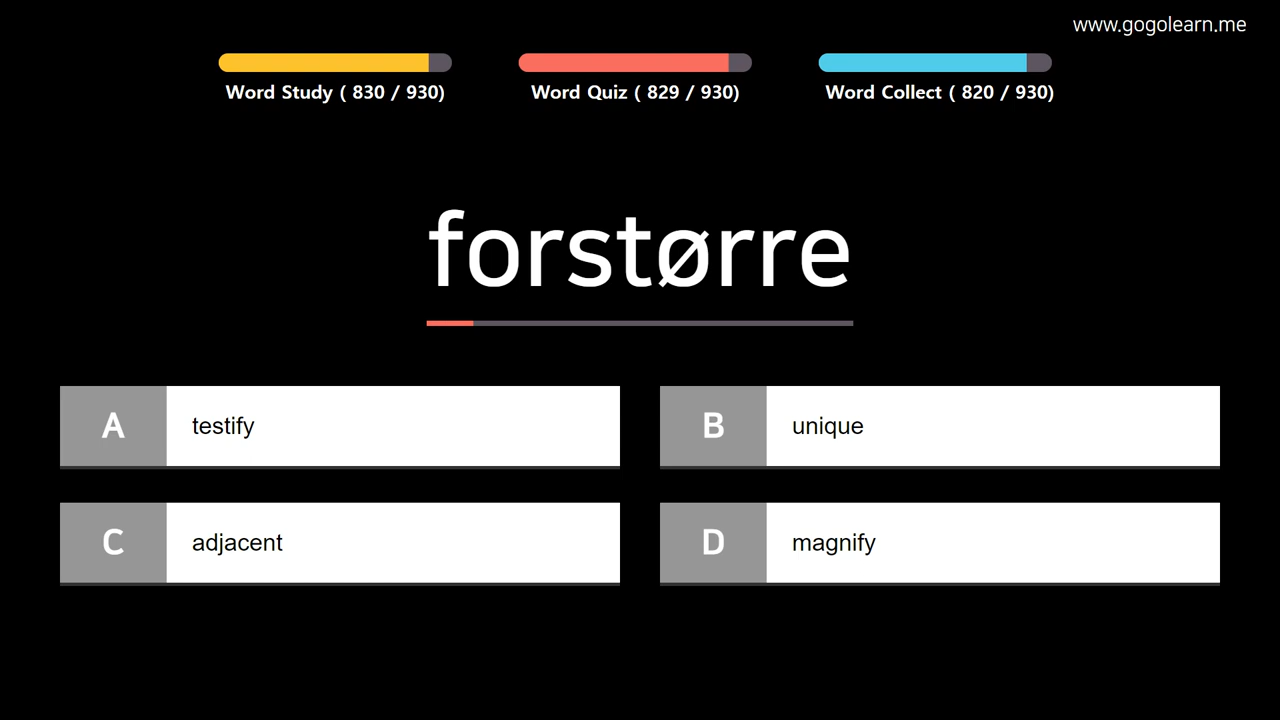 www.gogolearn.me
Word Study ( 830 / 930)
Word Quiz ( 829 / 930)
Word Collect ( 820 / 930)
forstørre
A testify
B unique
C adjacent
D magnify